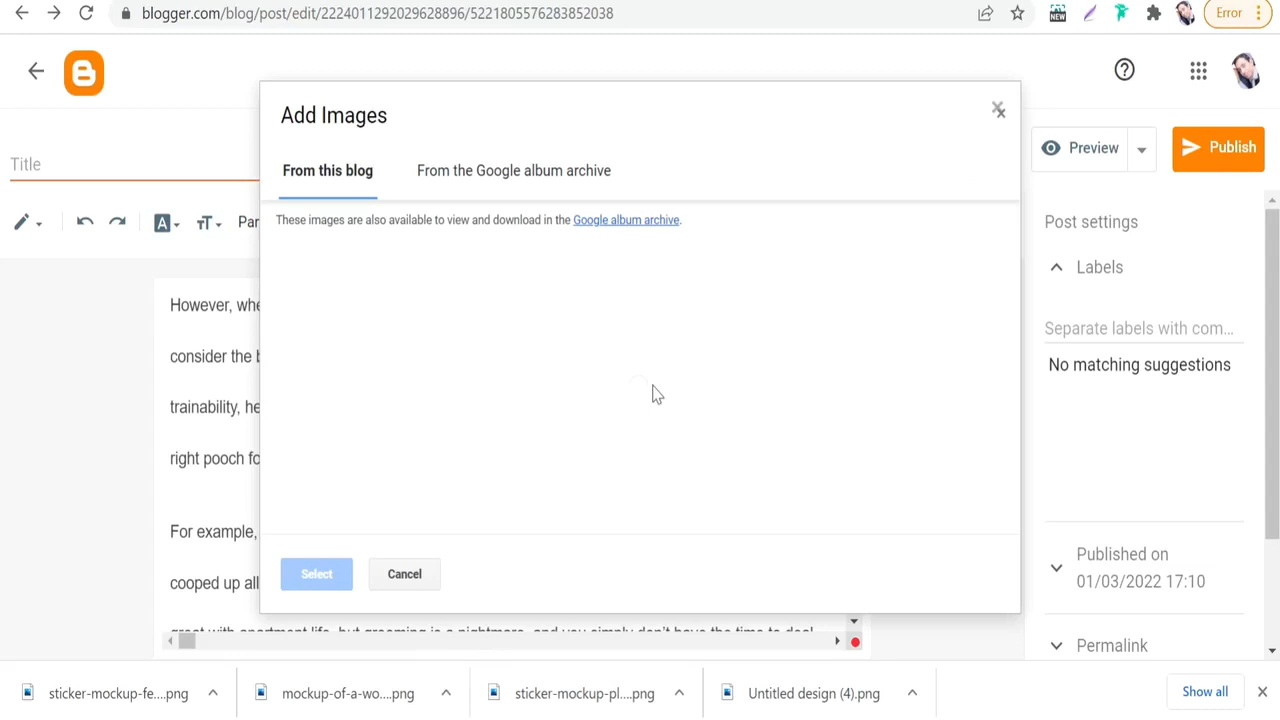 blogger.com/blog/post/edit/2224011292029628896/5221805576283852038
NEW
Error
Add Images
From this blog
From the Google album archive
Preview
Publish
Title
These images are also available to view and download in the Google album archive.
Par
Post settings
Labels
However, whe
Separate labels with com...
consider the b
No matching suggestions
trainability, he
right pooch fo
For example,
Published on
01/03/2022 17:10
Select
Cancel
cooped up all
great with apartment life, but grooming is a nightmare, and you simply don't have the time to deal
Permalink
sticker-mockup-fe....png
mockup-of-a-wo....png
sticker-mockup-pl....png
Untitled design (4).png
Show all